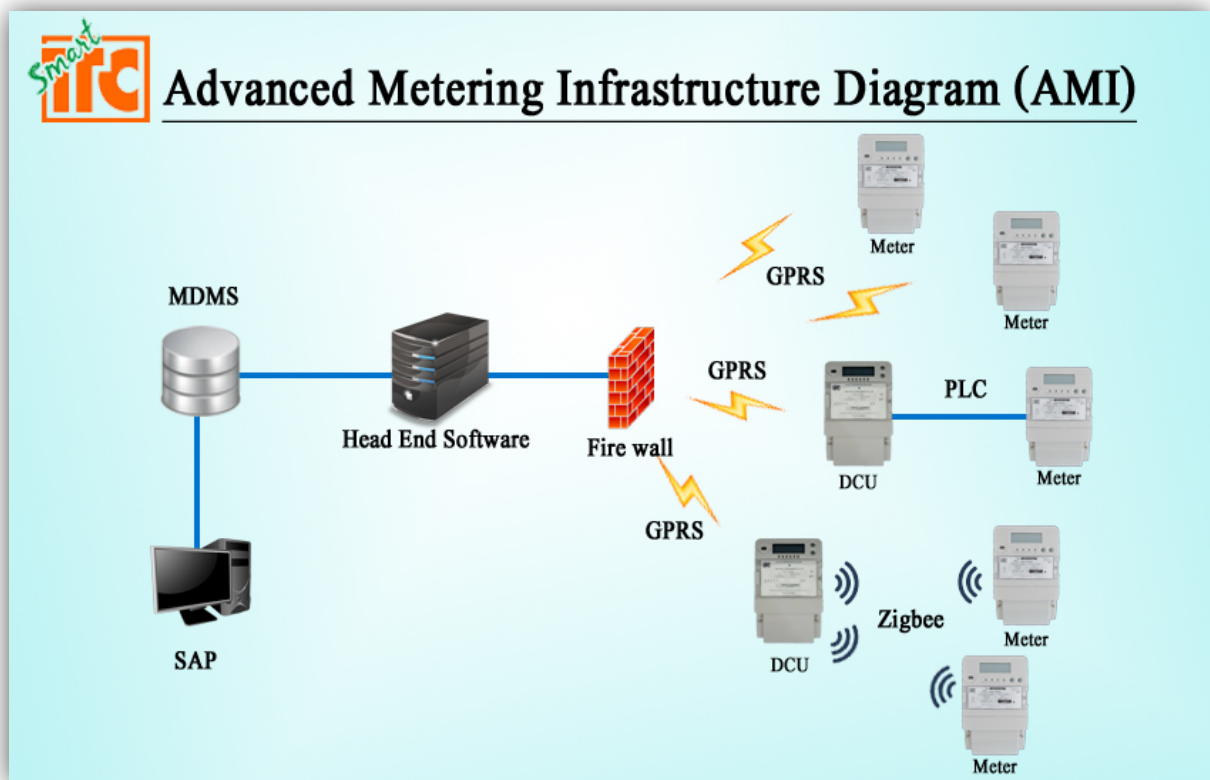 Smart
ITC
Advanced Metering Infrastructure Diagram (AMI)
Meter
GPRS
Meter
MDMS
GPRS
PLC
Head End Software
Fire wall
DCU
Meter
GPRS
Zigbee
SAP
DCU
Meter
Meter